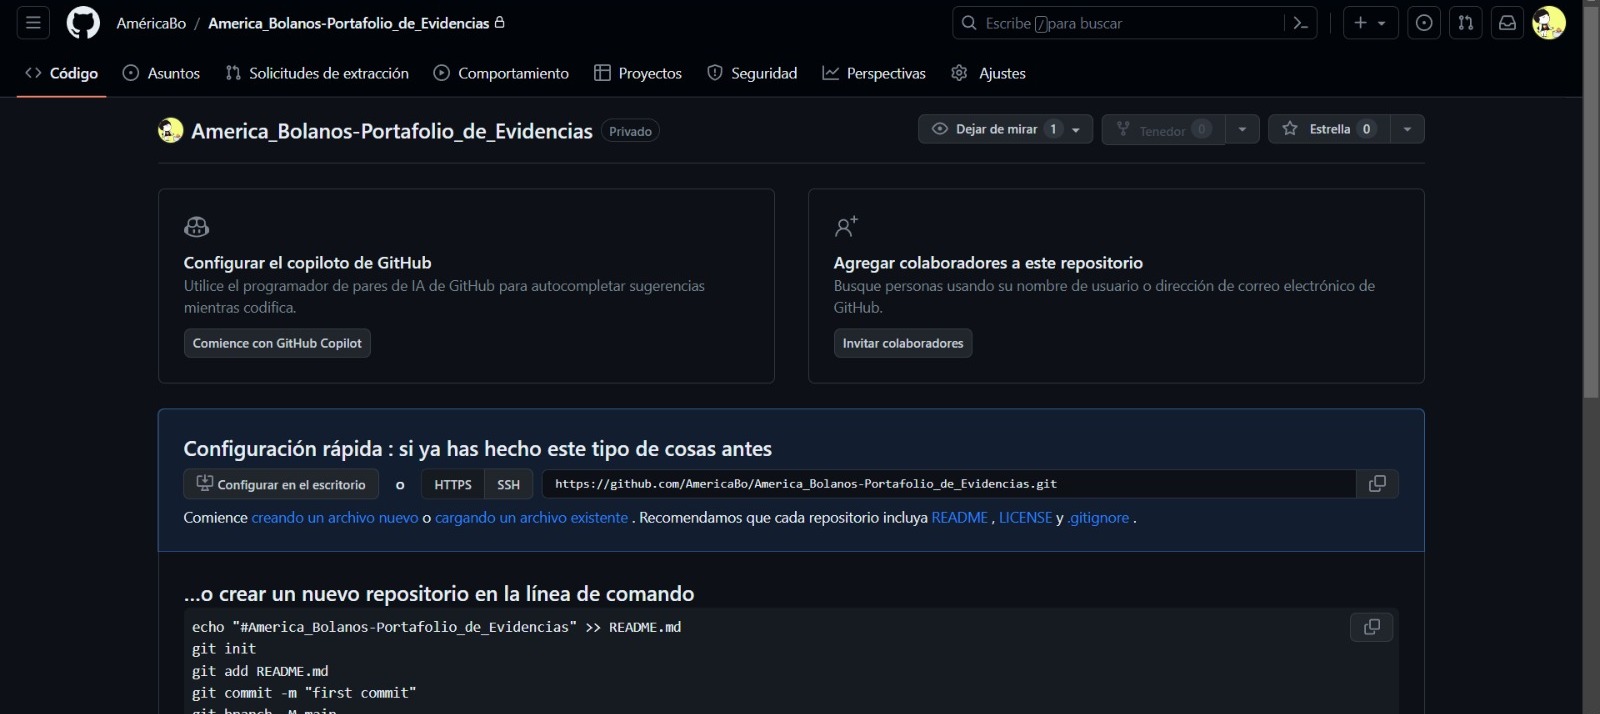 AméricaBo / America_Bolanos-Portafolio_de_Evidencias
Escribe / para buscar
Código Asuntos Solicitudes de extracción Comportamiento Proyectos Seguridad Perspectivas Ajustes
America_Bolanos-Portafolio_de_Evidencias Privado
Dejar de mirar 1 Tenedor 0 Estrella 0
Configurar el copiloto de GitHub
Utilice el programador de pares de IA de GitHub para autocompletar sugerencias
mientras codifica.
Comience con GitHub Copilot
Agregar colaboradores a este repositorio
Busque personas usando su nombre de usuario o dirección de correo electrónico de
GitHub.
Invitar colaboradores
Configuración rápida : si ya has hecho este tipo de cosas antes
Configurar en el escritorio o HTTPS SSH https://github.com/AmericaBo/America_Bolanos-Portafolio_de_Evidencias.git
Comience creando un archivo nuevo o cargando un archivo existente . Recomendamos que cada repositorio incluya README , LICENSE y .gitignore .
...o crear un nuevo repositorio en la línea de comando
echo "#America_Bolanos-Portafolio_de_Evidencias" >> README.md
git init
git add README.md
git commit -m "first commit"
git branch -M main